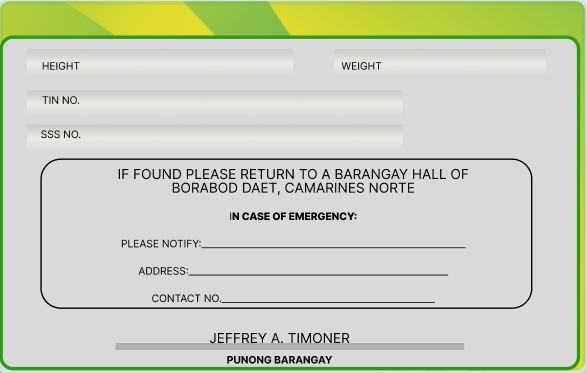 HEIGHT
WEIGHT
TIN NO.
SSS NO.
IF FOUND PLEASE RETURN TO A BARANGAY HALL OF
BORABOD DAET, CAMARINES NORTE
IN CASE OF EMERGENCY:
PLEASE NOTIFY:
ADDRESS:
CONTACT NO.
JEFFREY A. TIMONER
PUNONG BARANGAY